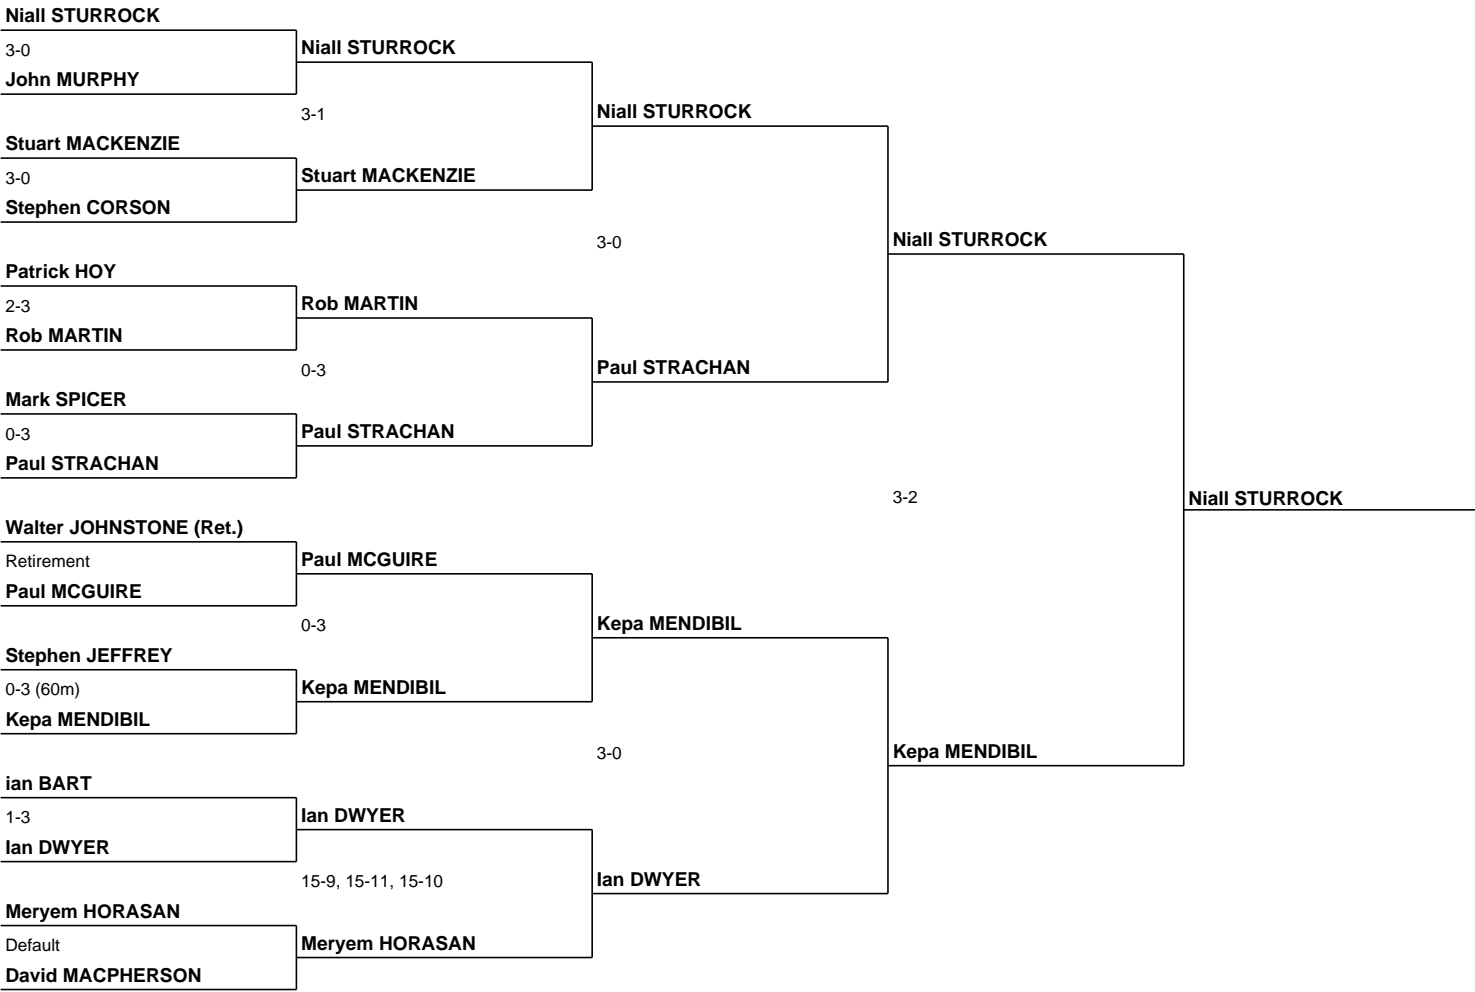 Niall STURROCK
3-0
John MURPHY
Stuart MACKENZIE
3-0
Stephen CORSON
Patrick HOY
2-3
Rob MARTIN
Mark SPICER
0-3
Paul STRACHAN
Walter JOHNSTONE (Ret.)
Retirement
Paul MCGUIRE
Stephen JEFFREY
0-3 (60m)
Kepa MENDIBIL
ian BART
1-3
Ian DWYER
Meryem HORASAN
Default
David MACPHERSON
Niall STURROCK
3-1
Stuart MACKENZIE
Rob MARTIN
0-3
Paul STRACHAN
Paul MCGUIRE
0-3
Kepa MENDIBIL
Ian DWYER
15-9, 15-11, 15-10
Meryem HORASAN
Niall STURROCK
3-0
Paul STRACHAN
Kepa MENDIBIL
3-0
Ian DWYER
Niall STURROCK
3-2
Kepa MENDIBIL
Niall STURROCK